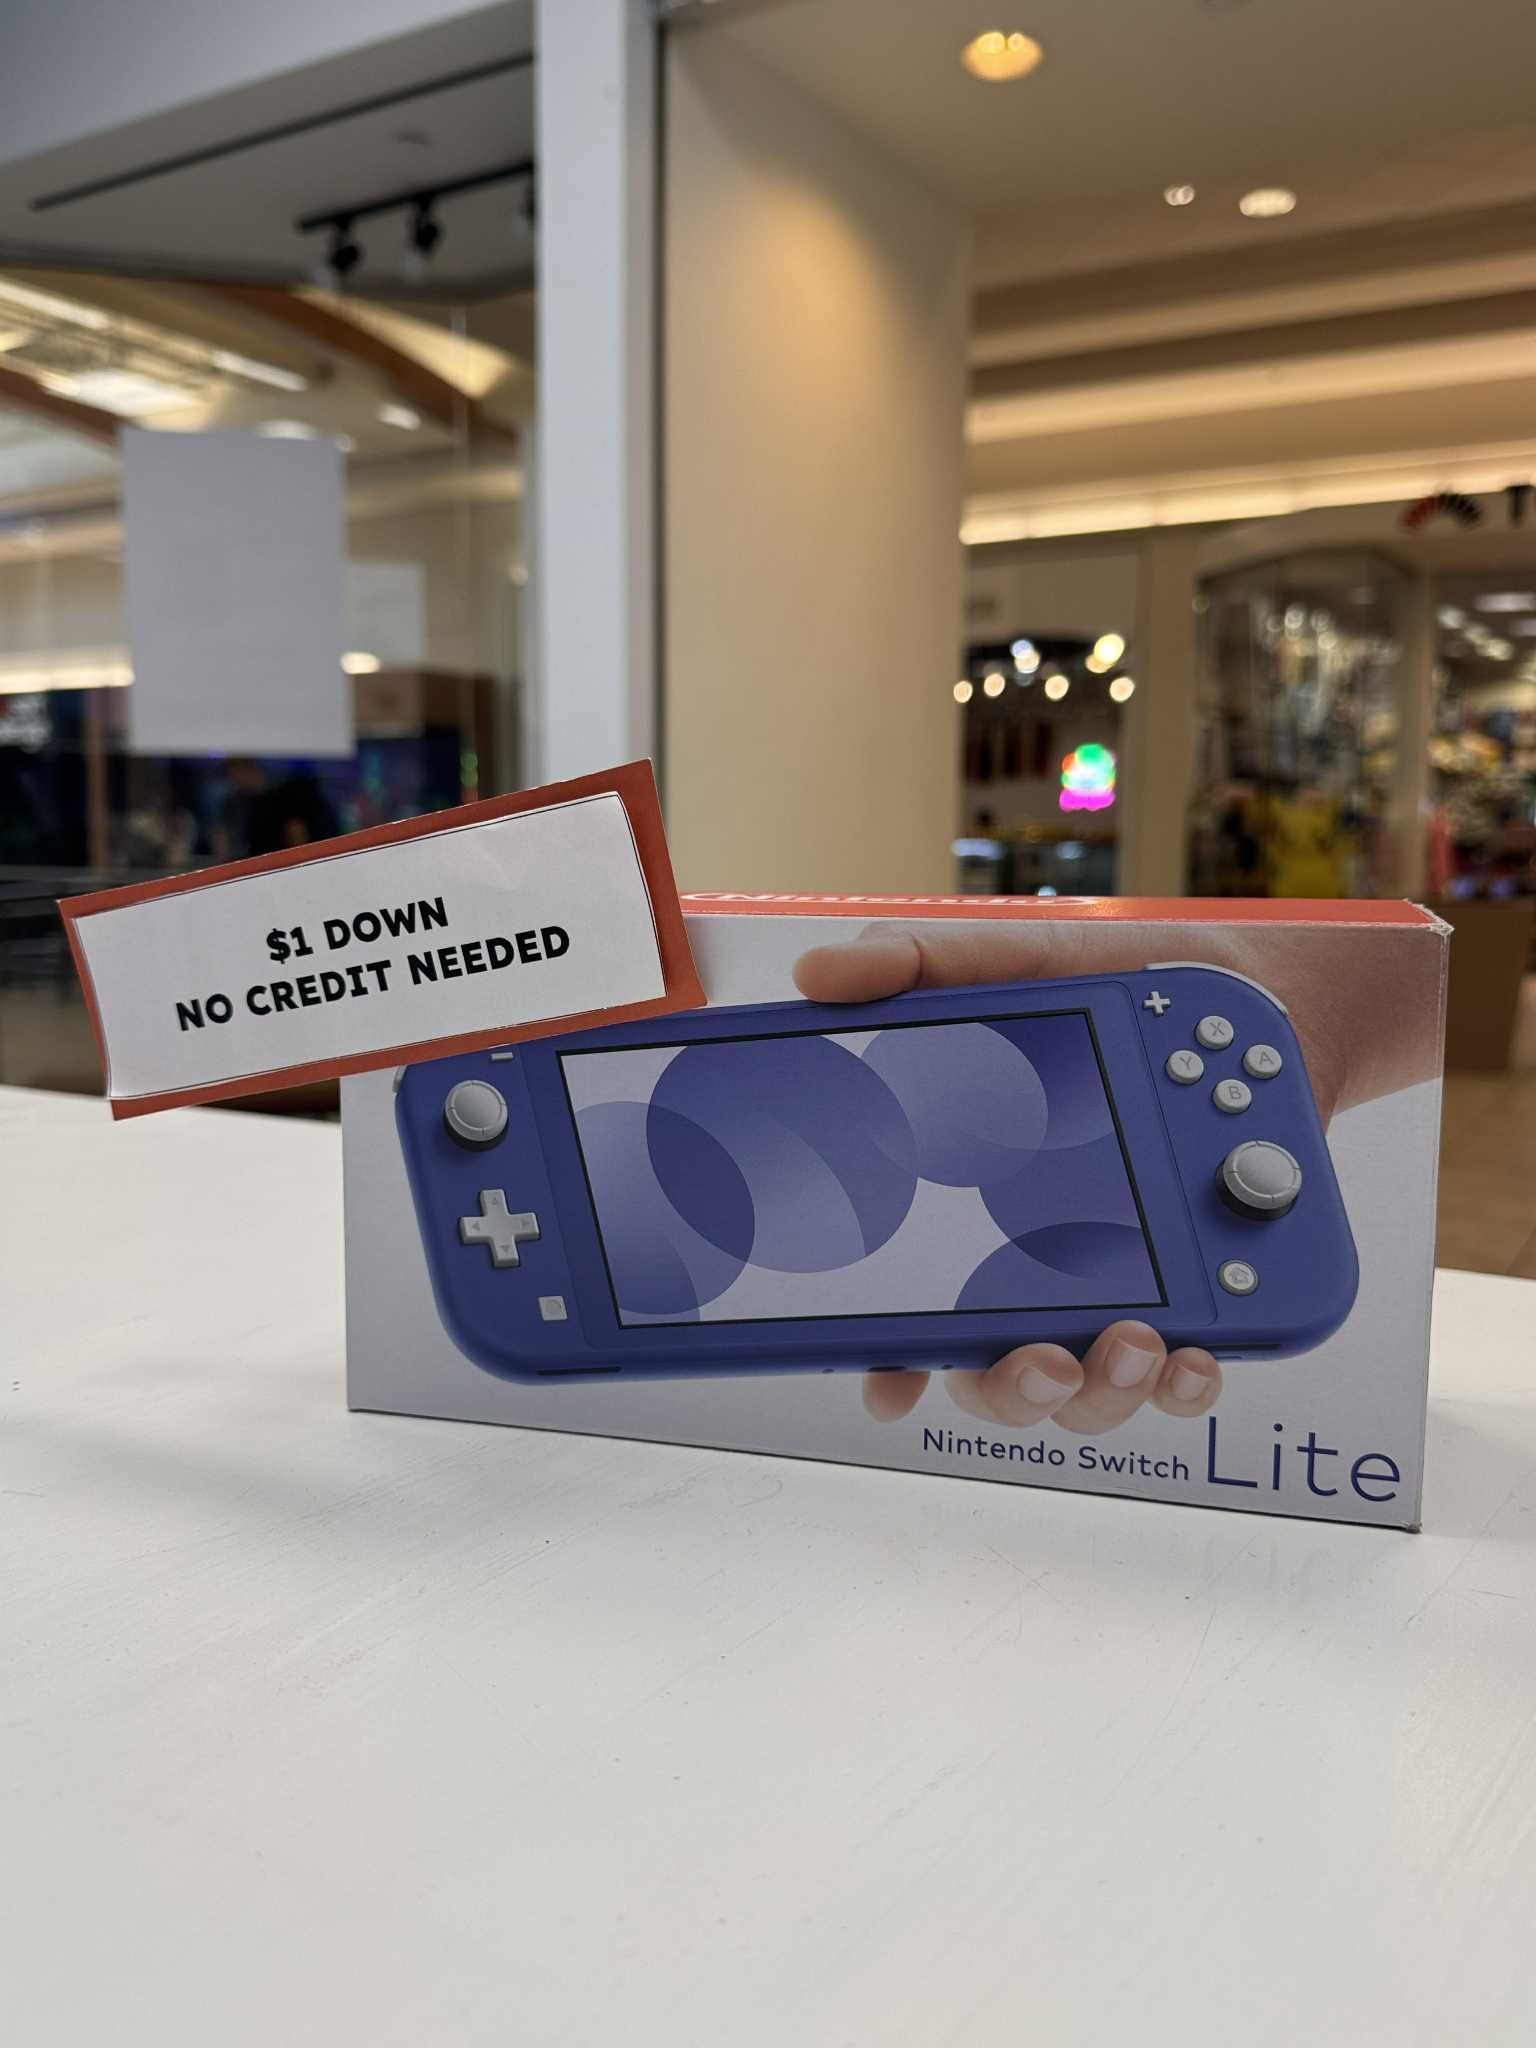 $1 DOWN
NO CREDIT NEEDED
Nintendo
X
Y
A
B
Nintendo Switch Lite